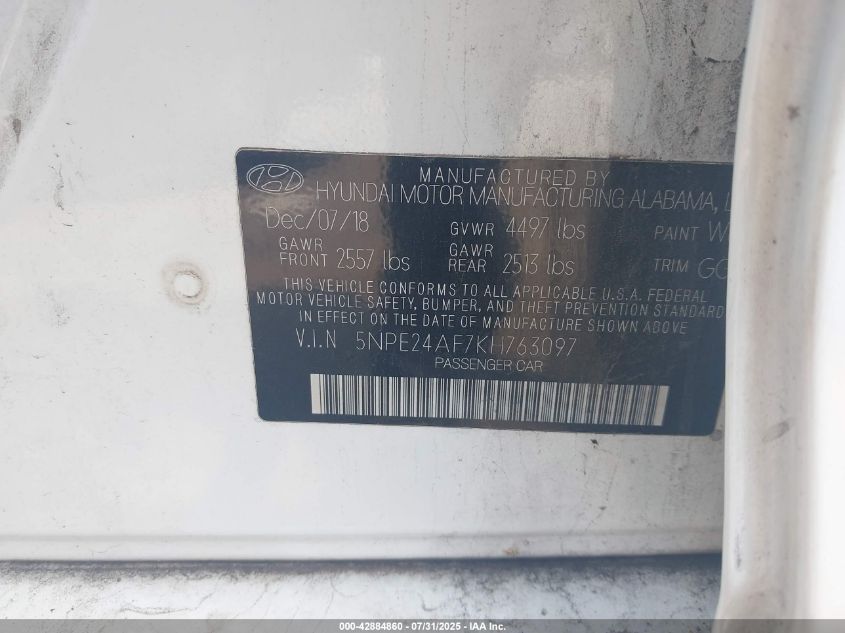 MANUFACTURED BY
HYUNDAI MOTOR MANUFACTURING ALABAMA,
Dec/07/18 GVWR 4497 lbs PAINT W
GAWR FRONT 2557 lbs GAWR REAR 2513 lbs TRIM GC
THIS VEHICLE CONFORMS TO ALL APPLICABLE U.S.A. FEDERAL
MOTOR VEHICLE SAFETY, BUMPER, AND THEFT PREVENTION STANDARD
IN EFFECT ON THE DATE OF MANUFACTURE SHOWN ABOVE
V.I.N 5NPE24AF7KH763097
PASSENGER CAR
000-42884860 - 07/31/2025 - IAA Inc.